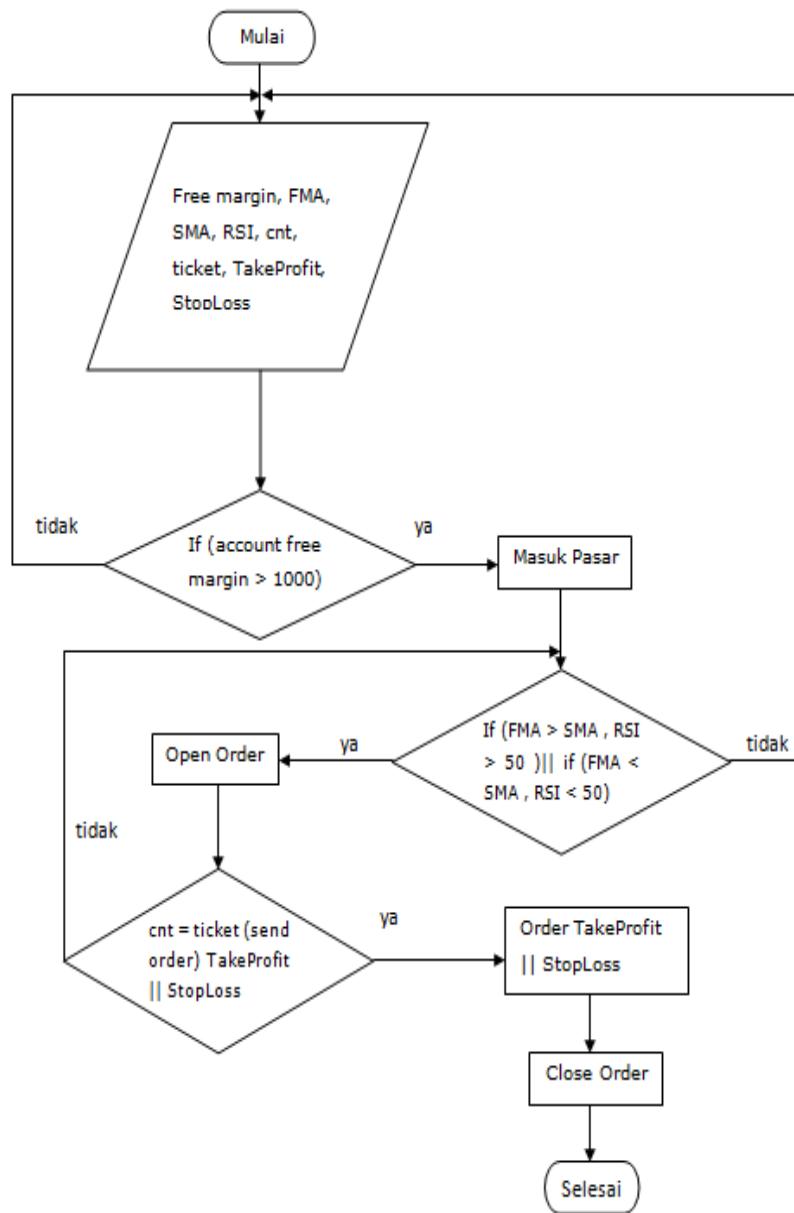 Mulai
Free margin, FMA,
SMA, RSI, cnt,
ticket, TakeProfit,
StopLoss
tidak
If (account free
margin > 1000)
ya
Masuk Pasar
If (FMA > SMA , RSI
> 50 )|| if (FMA <
SMA , RSI < 50)
tidak
ya
Open Order
tidak
cnt = ticket (send
order) TakeProfit
|| StopLoss
ya
Order TakeProfit
|| StopLoss
Close Order
Selesai